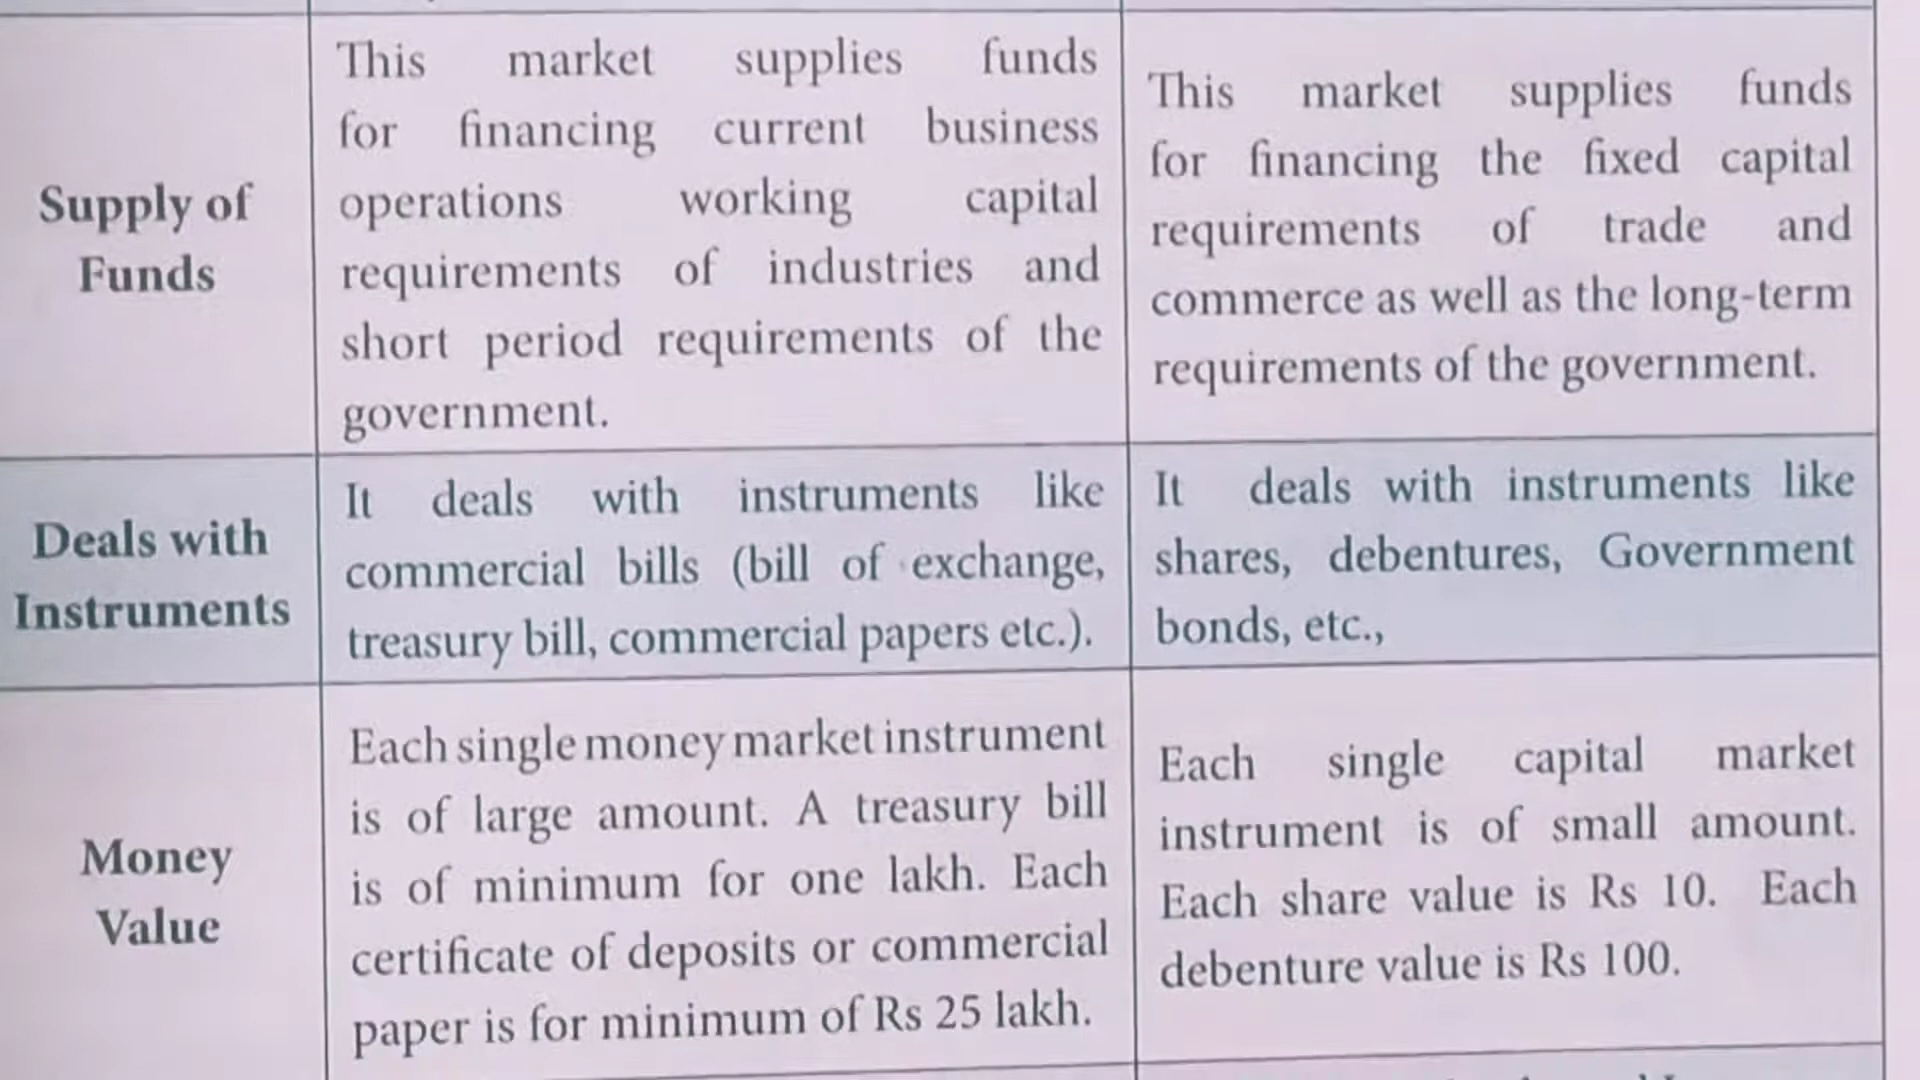 Supply of
Funds
This market supplies funds
for financing current business
operations working capital
requirements of industries and
short period requirements of the
government.
This market supplies funds
for financing the fixed capital
requirements of trade and
commerce as well as the long-term
requirements of the government.
Deals with
Instruments
It deals with instruments like
commercial bills (bill of exchange,
treasury bill, commercial papers etc.).
It deals with instruments like
shares, debentures, Government
bonds, etc.,
Money
Value
Each single money market instrument
is of large amount. A treasury bill
is of minimum for one lakh. Each
certificate of deposits or commercial
paper is for minimum of Rs 25 lakh.
Each single capital market
instrument is of small amount.
Each share value is Rs 10. Each
debenture value is Rs 100.